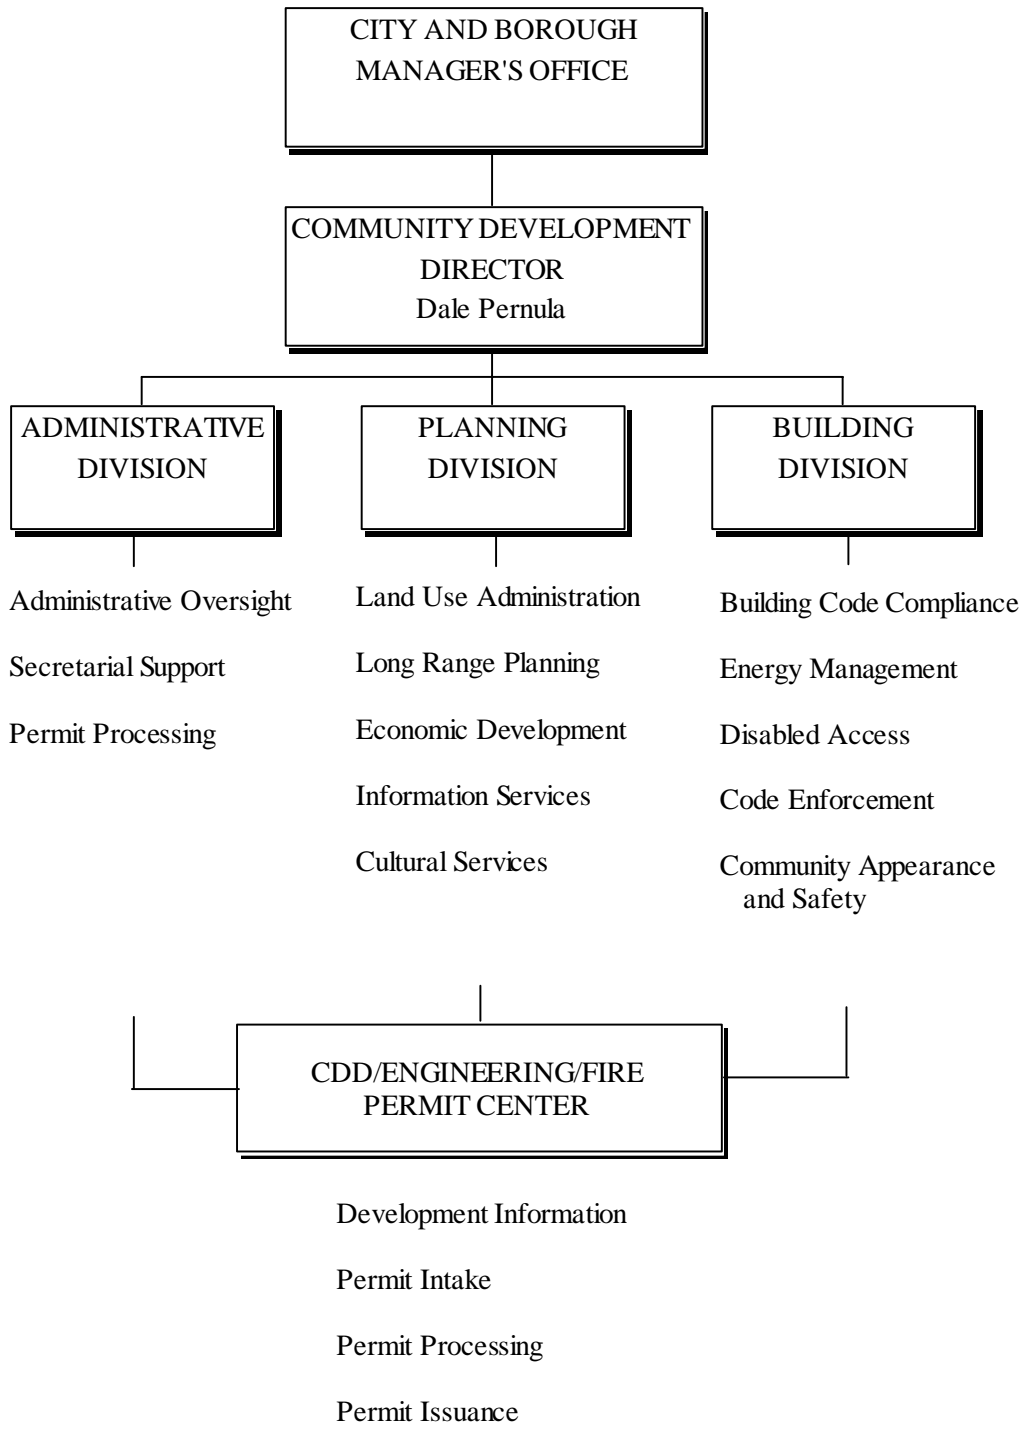 CITY AND BOROUGH
MANAGER'S OFFICE
COMMUNITY DEVELOPMENT
DIRECTOR
Dale Pernula
ADMINISTRATIVE
DIVISION
PLANNING
DIVISION
BUILDING
DIVISION
Administrative Oversight
Secretarial Support
Permit Processing
Land Use Administration
Long Range Planning
Economic Development
Information Services
Cultural Services
Building Code Compliance
Energy Management
Disabled Access
Code Enforcement
Community Appearance
and Safety
CDD/ENGINEERING/FIRE
PERMIT CENTER
Development Information
Permit Intake
Permit Processing
Permit Issuance